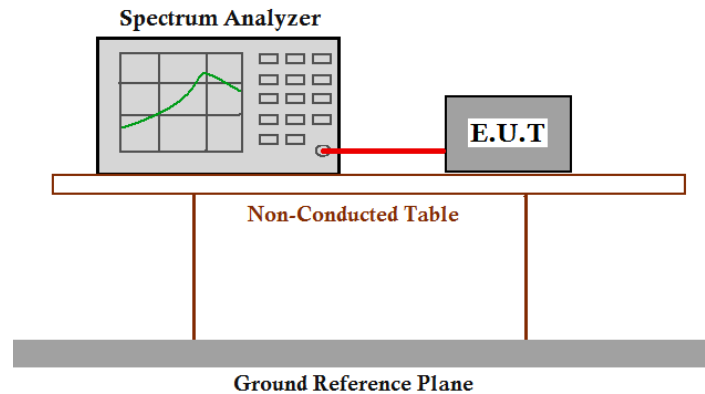 Spectrum Analyzer
E.U.T
Non-Conducted Table
Ground Reference Plane